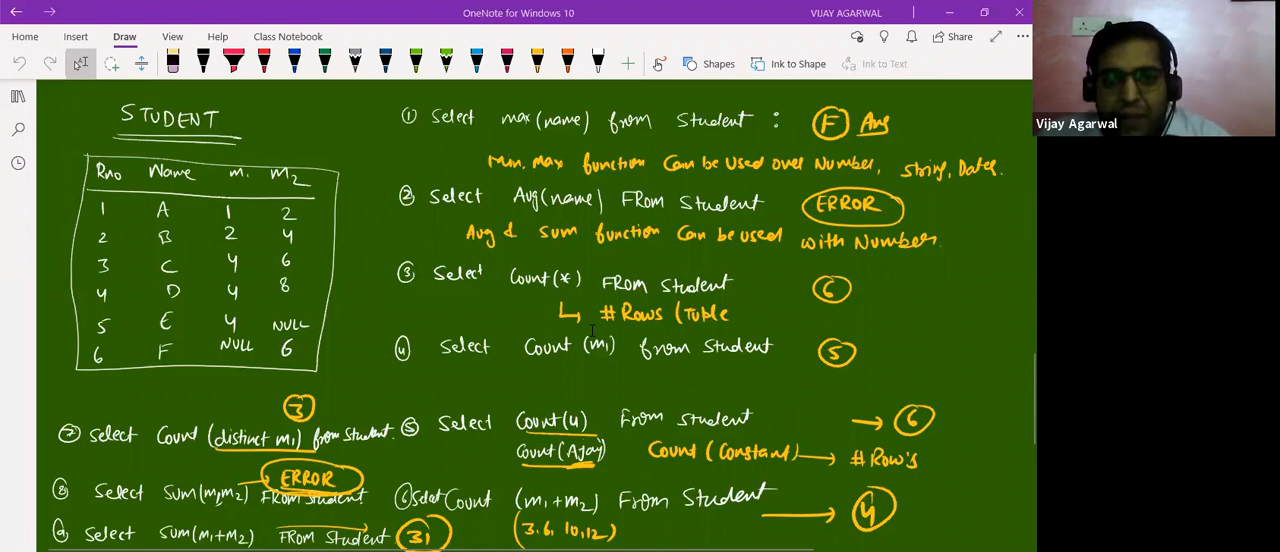 OneNote for Windows 10
VIJAY AGARWAL
Home Insert Draw View Help Class Notebook
Share
Shapes Ink to Shape Ink to Text
Vijay Agarwal
STUDENT
Rno Name m1 m2
1 A 1 2
2 B 2 4
3 C 4 6
4 D 4 8
5 E 4 NULL
6 F NULL 6
① Select max(name) from Student : F Ans
Min, max function Can be Used over Number, String, Dates.
② Select Avg(name) FROM Student ERROR
Avg & Sum function Can be used with Number.
③ Select Count(*) FROM Student 6
↳ #Rows (Tuble
④ Select Count (m1) from Student 5
⑤ Select Count(4) From Student → 6
Count('Ajay') Count (Constant) → #Row's
⑥ Select Count (m1+m2) From Student → 4
(3,6,10,12)
3
⑦ Select Count (distinct m1) from Student.
⑧ Select Sum(m1,m2) FROM Student ERROR
⑨ Select Sum(m1+m2) FROM Student 31